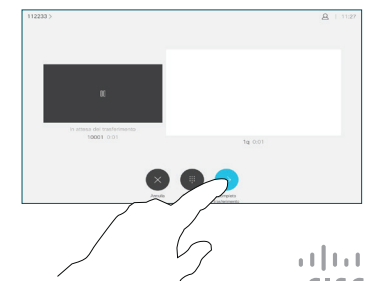 112233 >
11:27
In attesa del trasferimento
10001 0:01
1q 0:01
Annulla